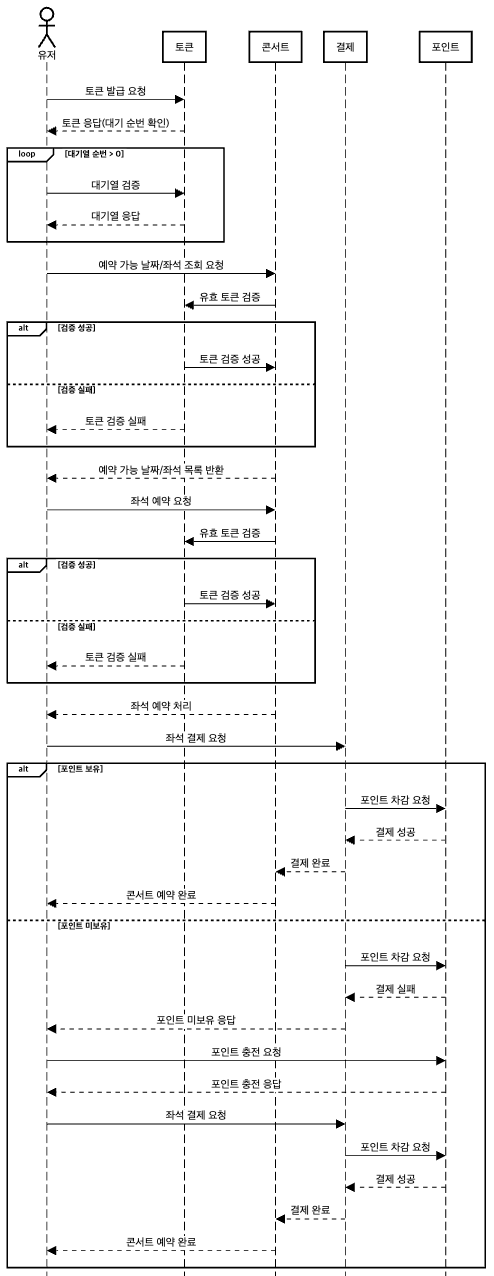 유저
토큰
콘서트
결제
포인트
토큰 발급 요청
토큰 응답(대기 순번 확인)
loop
[대기열 순번 > 0]
대기열 검증
대기열 응답
예약 가능 날짜/좌석 조회 요청
유효 토큰 검증
alt
[검증 성공]
토큰 검증 성공
[검증 실패]
토큰 검증 실패
예약 가능 날짜/좌석 목록 반환
좌석 예약 요청
유효 토큰 검증
alt
[검증 성공]
토큰 검증 성공
[검증 실패]
토큰 검증 실패
좌석 예약 처리
좌석 결제 요청
alt
[포인트 보유]
포인트 차감 요청
결제 성공
결제 완료
콘서트 예약 완료
[포인트 미보유]
포인트 차감 요청
결제 실패
포인트 미보유 응답
포인트 충전 요청
포인트 충전 응답
좌석 결제 요청
포인트 차감 요청
결제 성공
결제 완료
콘서트 예약 완료